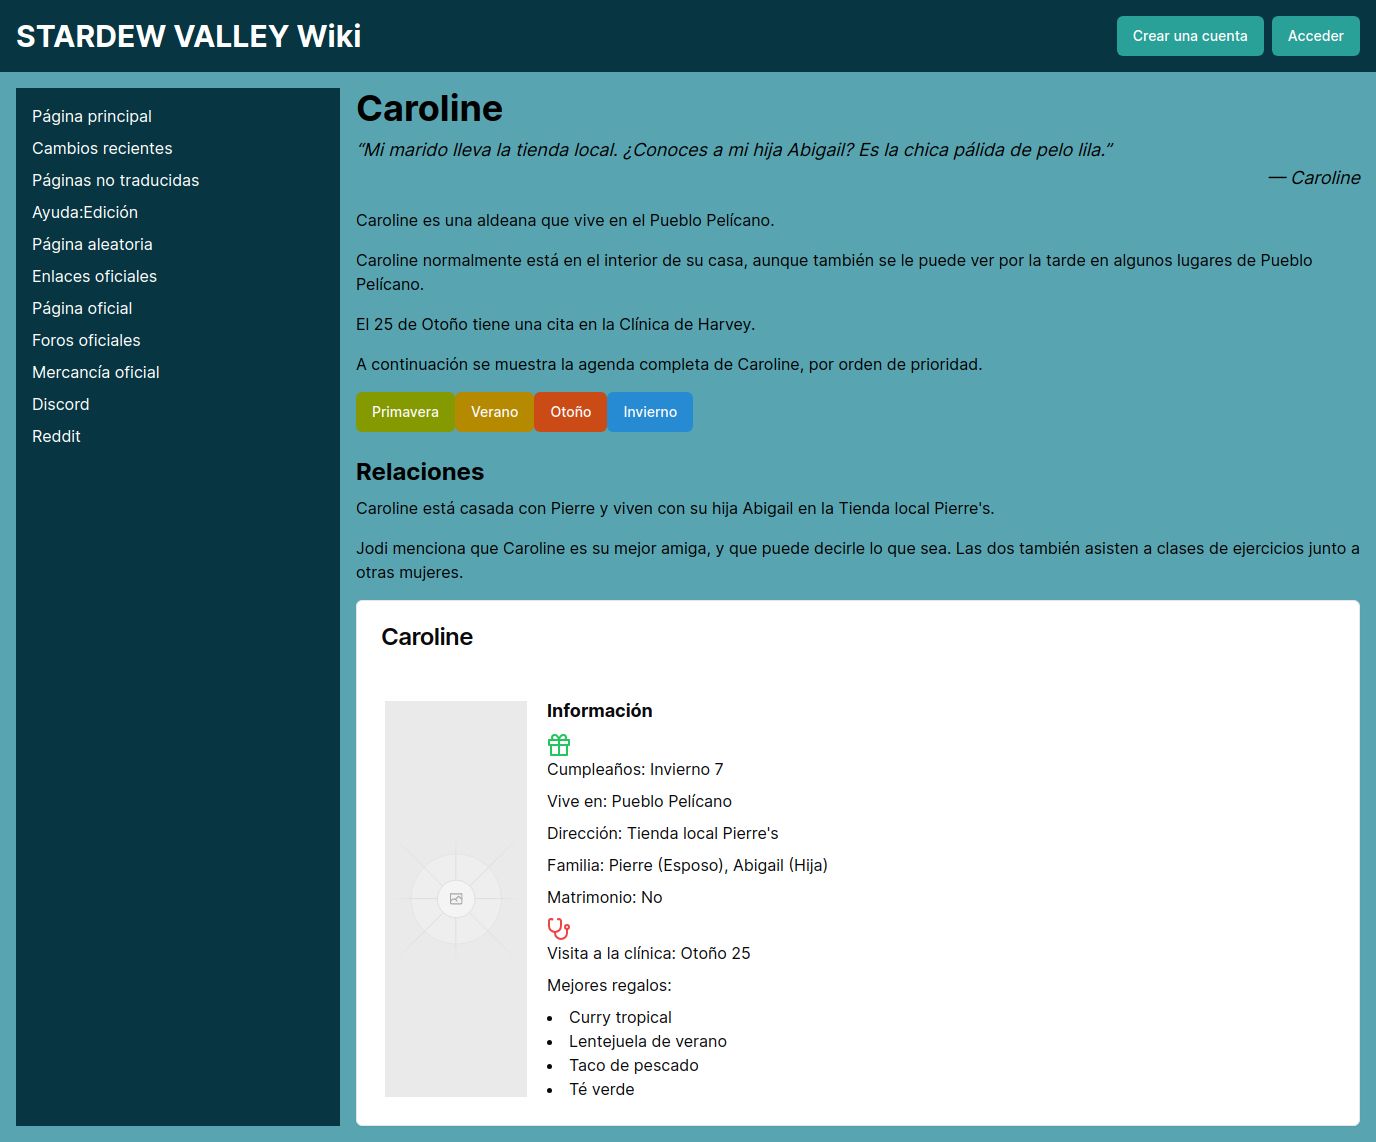 STARDEW VALLEY Wiki
Crear una cuenta
Acceder
Página principal
Cambios recientes
Páginas no traducidas
Ayuda:Edición
Página aleatoria
Enlaces oficiales
Página oficial
Foros oficiales
Mercancía oficial
Discord
Reddit
Caroline
“Mi marido lleva la tienda local. ¿Conoces a mi hija Abigail? Es la chica pálida de pelo lila.”
— Caroline
Caroline es una aldeana que vive en el Pueblo Pelícano.
Caroline normalmente está en el interior de su casa, aunque también se le puede ver por la tarde en algunos lugares de Pueblo
Pelícano.
El 25 de Otoño tiene una cita en la Clínica de Harvey.
A continuación se muestra la agenda completa de Caroline, por orden de prioridad.
Primavera
Verano
Otoño
Invierno
Relaciones
Caroline está casada con Pierre y viven con su hija Abigail en la Tienda local Pierre's.
Jodi menciona que Caroline es su mejor amiga, y que puede decirle lo que sea. Las dos también asisten a clases de ejercicios junto a
otras mujeres.
Caroline
Información
Cumpleaños: Invierno 7
Vive en: Pueblo Pelícano
Dirección: Tienda local Pierre's
Familia: Pierre (Esposo), Abigail (Hija)
Matrimonio: No
Visita a la clínica: Otoño 25
Mejores regalos:
• Curry tropical
• Lentejuela de verano
• Taco de pescado
• Té verde